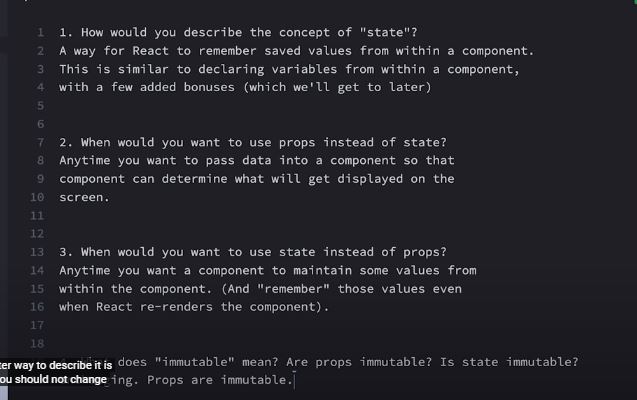 1 1. How would you describe the concept of "state"?
2 A way for React to remember saved values from within a component.
3 This is similar to declaring variables from within a component,
4 with a few added bonuses (which we'll get to later)
5
6
7 2. When would you want to use props instead of state?
8 Anytime you want to pass data into a component so that
9 component can determine what will get displayed on the
10 screen.
11
12
13 3. When would you want to use state instead of props?
14 Anytime you want a component to maintain some values from
15 within the component. (And "remember" those values even
16 when React re-renders the component).
17
18
does "immutable" mean? Are props immutable? Is state immutable?
ing. Props are immutable.
ter way to describe it is
ou should not change